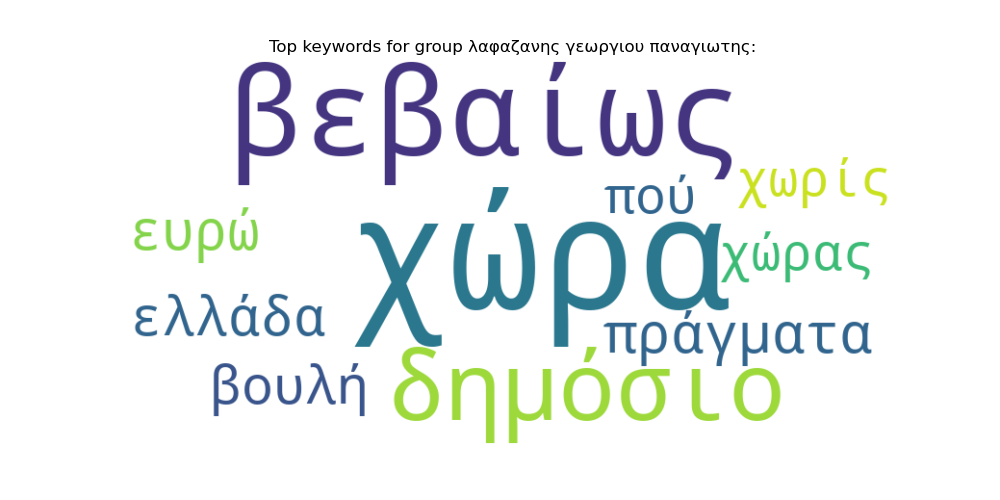 Top keywords for group λαφαζανης γεωργιου παναγιωτης:
βεβαίως
χωρίς
πού
χώρα
ευρώ
χώρας
ελλάδα
πράγματα
βουλή
δημόσιο